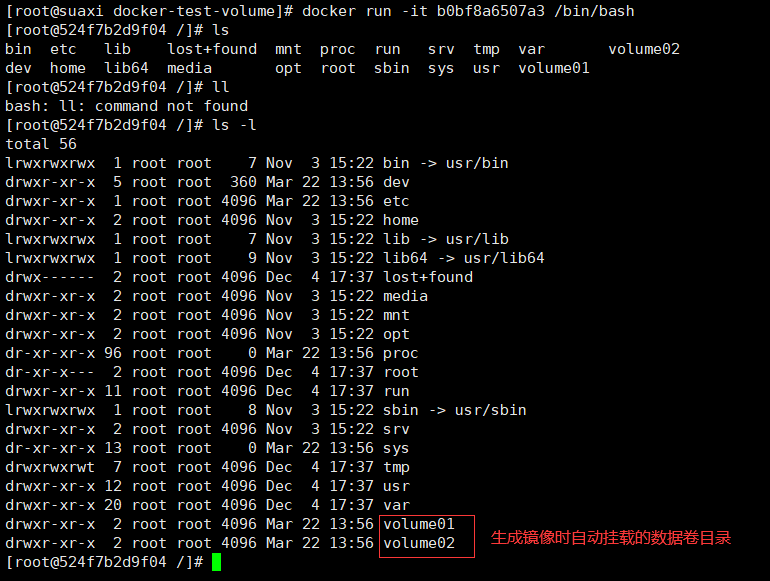 [root@suaxi docker-test-volume]# docker run -it b0bf8a6507a3 /bin/bash
[root@524f7b2d9f04 /]# ls
bin  etc   lib    lost+found  mnt  proc  run   srv  tmp  var       volume02
dev  home  lib64  media       opt  root  sbin  sys  usr  volume01
[root@524f7b2d9f04 /]# ll
bash: ll: command not found
[root@524f7b2d9f04 /]# ls -l
total 56
lrwxrwxrwx  1 root root    7 Nov  3 15:22 bin -> usr/bin
drwxr-xr-x  5 root root  360 Mar 22 13:56 dev
drwxr-xr-x  1 root root 4096 Mar 22 13:56 etc
drwxr-xr-x  2 root root 4096 Nov  3 15:22 home
lrwxrwxrwx  1 root root    7 Nov  3 15:22 lib -> usr/lib
lrwxrwxrwx  1 root root    9 Nov  3 15:22 lib64 -> usr/lib64
drwx------  2 root root 4096 Dec  4 17:37 lost+found
drwxr-xr-x  2 root root 4096 Nov  3 15:22 media
drwxr-xr-x  2 root root 4096 Nov  3 15:22 mnt
drwxr-xr-x  2 root root 4096 Nov  3 15:22 opt
dr-xr-xr-x 96 root root    0 Mar 22 13:56 proc
dr-xr-x---  2 root root 4096 Dec  4 17:37 root
drwxr-xr-x 11 root root 4096 Dec  4 17:37 run
lrwxrwxrwx  1 root root    8 Nov  3 15:22 sbin -> usr/sbin
drwxr-xr-x  2 root root 4096 Nov  3 15:22 srv
dr-xr-xr-x 13 root root    0 Mar 22 13:56 sys
drwxrwxrwt  7 root root 4096 Dec  4 17:37 tmp
drwxr-xr-x 12 root root 4096 Dec  4 17:37 usr
drwxr-xr-x 20 root root 4096 Dec  4 17:37 var
drwxr-xr-x  2 root root 4096 Mar 22 13:56 volume01
drwxr-xr-x  2 root root 4096 Mar 22 13:56 volume02
生成镜像时自动挂载的数据卷目录
[root@524f7b2d9f04 /]#